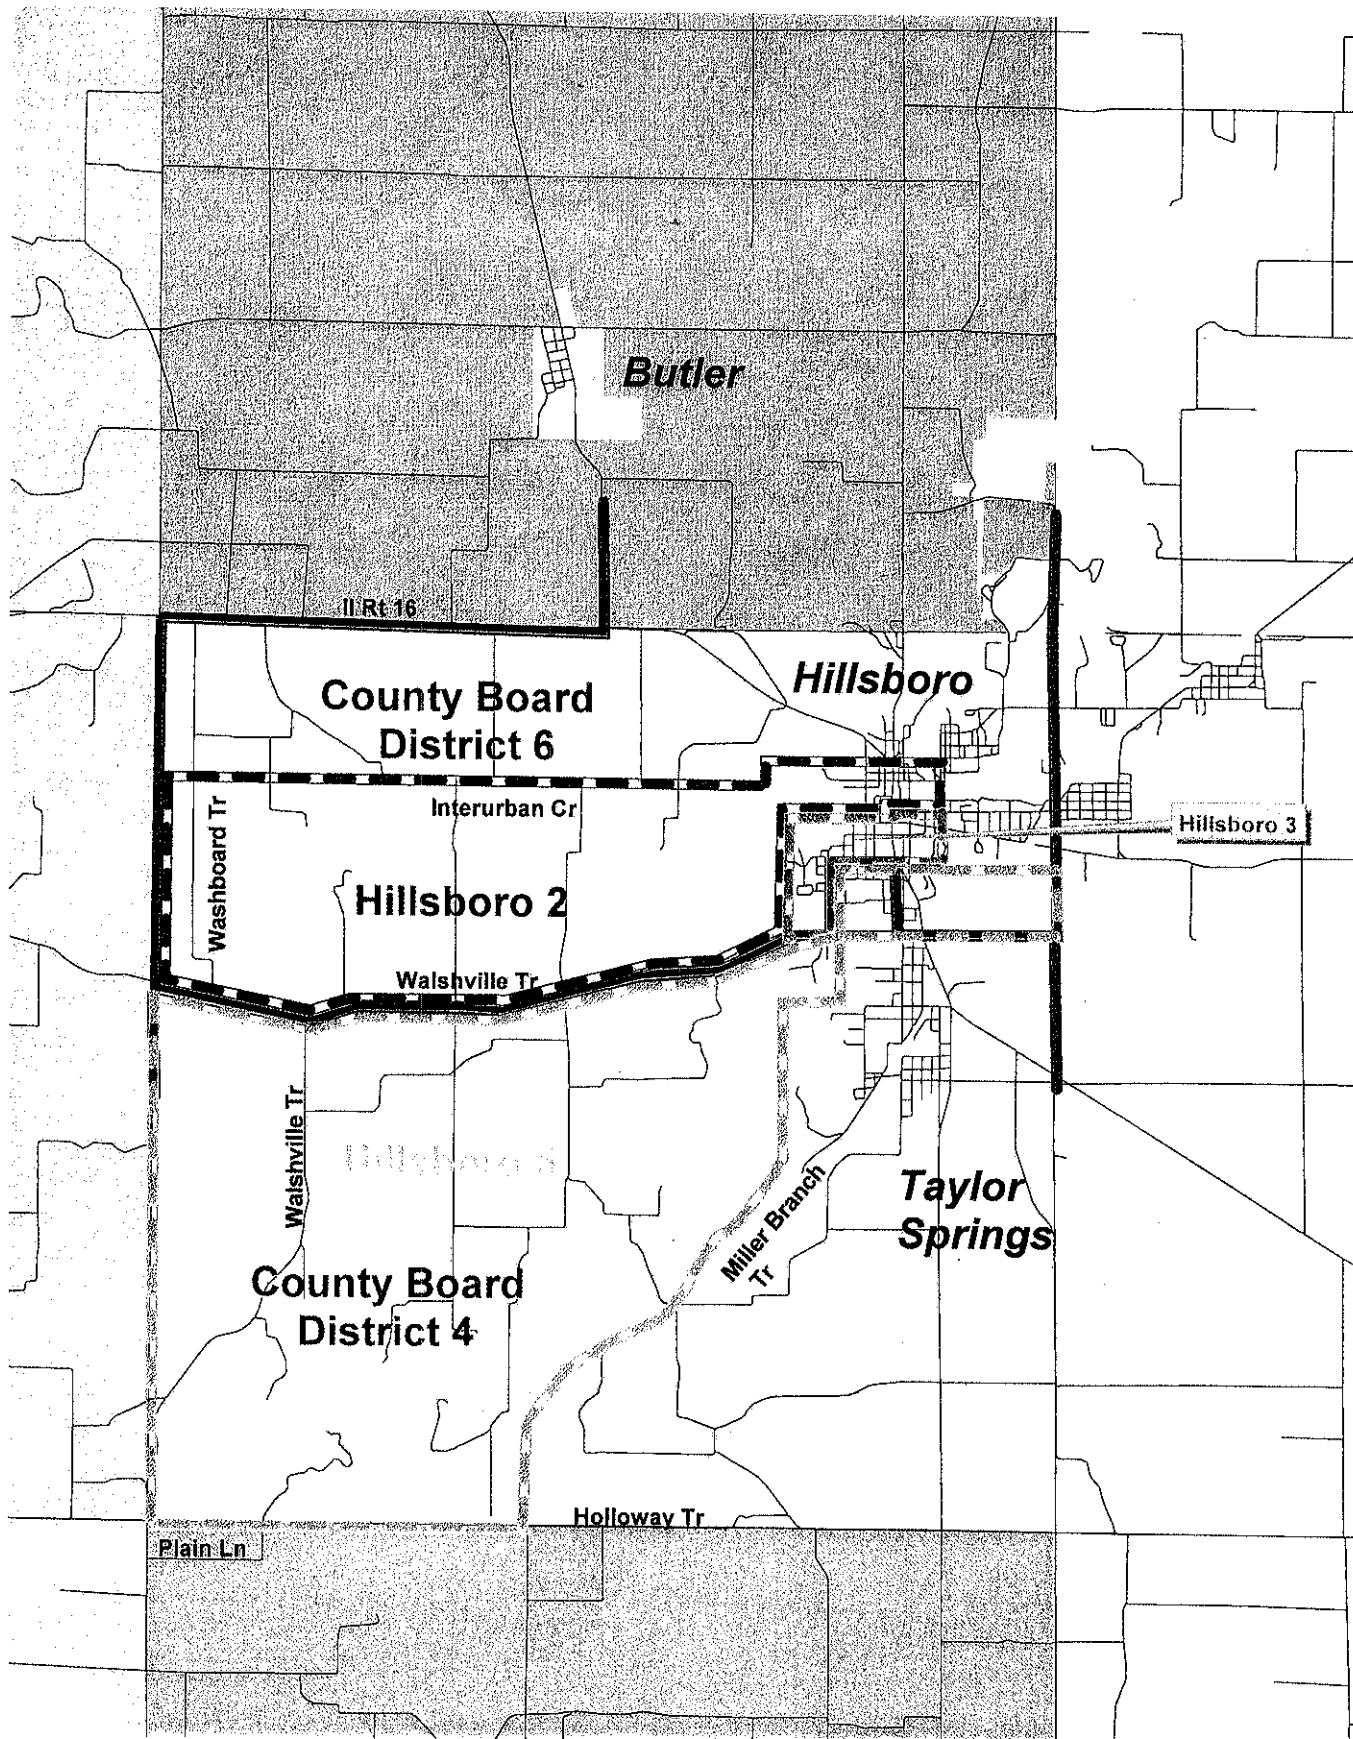 Butler
Il Rt 16
Hillsboro
County Board
District 6
Interurban Cr
Washboard Tr
Hillsboro 3
Hillsboro 2
Walshville Tr
Walshville Tr
Hillsboro
Miller Branch
Tr
Taylor
Springs
County Board
District 4
Holloway Tr
Plain Ln